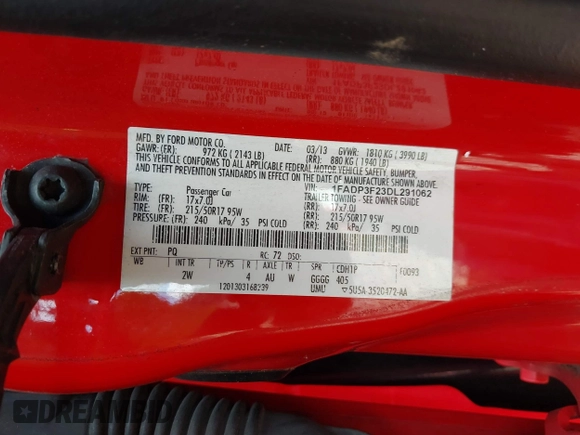 MFD. BY FORD MOTOR CO.
DATE: 03/13 GVWR: 1810 KG ( 3990 LB)
GAWR: (FR): 972 KG ( 2143 LB) (RR): 880 KG ( 1940 LB)
THIS VEHICLE CONFORMS TO ALL APPLICABLE FEDERAL MOTOR VEHICLE SAFETY, BUMPER,
AND THEFT PREVENTION STANDARDS IN EFFECT ON THE DATE OF MANUFACTURE SHOWN ABOVE
VIN: 1FADP3F23DL291062
TYPE: Passenger Car TRAILER TOWING - SEE OWNER GUIDE
RIM: (FR): 17x7.0J (RR): 17x7.0J
TIRE: (FR): 215/50R17 95W (RR): 215/50R17 95W
PRESSURE: (FR): 240 kPa/ 35 PSI COLD (RR): 240 kPa/ 35 PSI COLD
EXT PNT: PQ RC: 72 DSO:
WB INT TR TP/PS R AXLE TR SPR CDH1P F0093
2W 4 AU W GGGG 405
1201303168239 UML' 5U5A-3520472-AA
DREAMBID